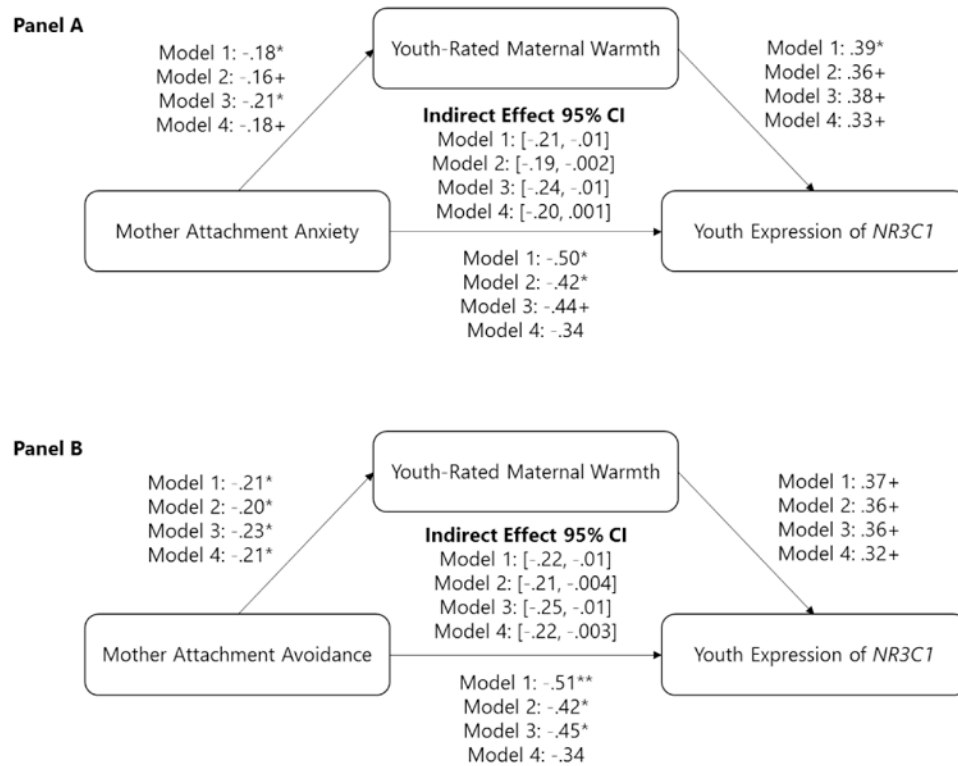 Panel A
Model 1: -.18*
Model 2: -.16+
Model 3: -.21*
Model 4: -.18+
Youth-Rated Maternal Warmth
Model 1: .39*
Model 2: .36+
Model 3: .38+
Model 4: .33+
Indirect Effect 95% CI
Model 1: [-.21, -.01]
Model 2: [-.19, -.002]
Model 3: [-.24, -.01]
Model 4: [-.20, .001]
Mother Attachment Anxiety
Youth Expression of NR3C1
Model 1: -.50*
Model 2: -.42*
Model 3: -.44+
Model 4: -.34
Panel B
Model 1: -.21*
Model 2: -.20*
Model 3: -.23*
Model 4: -.21*
Youth-Rated Maternal Warmth
Model 1: .37+
Model 2: .36+
Model 3: .36+
Model 4: .32+
Indirect Effect 95% CI
Model 1: [-.22, -.01]
Model 2: [-.21, -.004]
Model 3: [-.25, -.01]
Model 4: [-.22, -.003]
Mother Attachment Avoidance
Youth Expression of NR3C1
Model 1: -.51**
Model 2: -.42*
Model 3: -.45*
Model 4: -.34